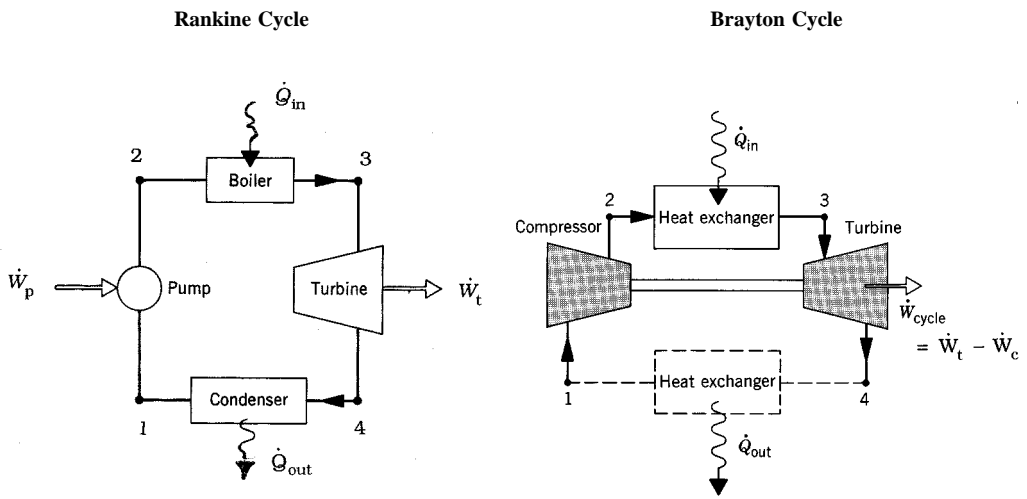 Rankine Cycle
Q̇in
2
3
Boiler
Ẇp
Pump
Turbine
Ẇt
Condenser
1
4
Q̇out
Brayton Cycle
Q̇in
2
3
Heat exchanger
Compressor
Turbine
Ẇcycle
= Ẇt − Ẇc
Heat exchanger
1
4
Q̇out